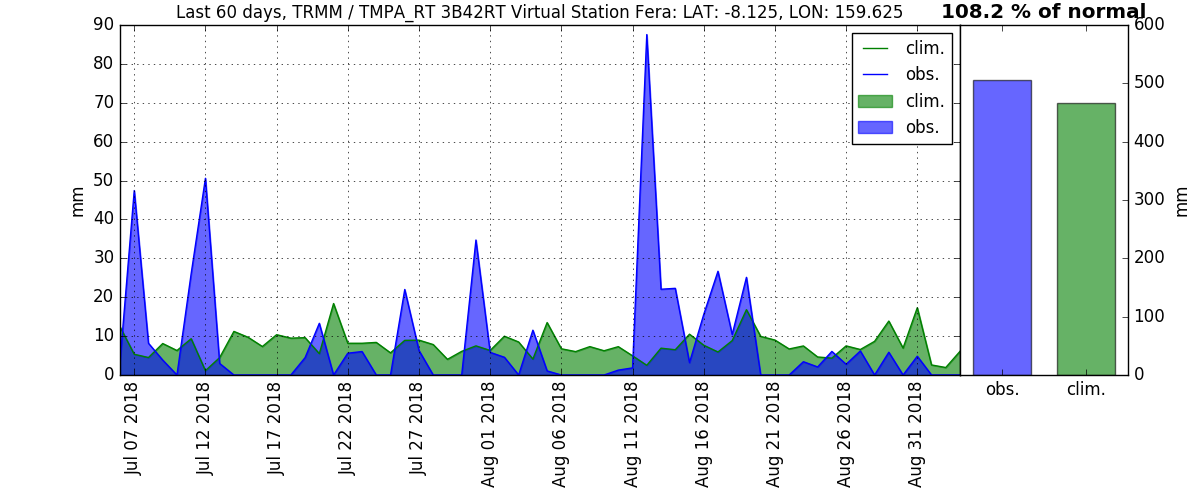 Last 60 days, TRMM / TMPA_RT 3B42RT Virtual Station Fera: LAT: -8.125, LON: 159.625
108.2 % of normal
90
80
70
60
50
40
30
20
10
0
mm
clim.
obs.
clim.
obs.
600
500
400
300
200
100
0
mm
Jul 07 2018
Jul 12 2018
Jul 17 2018
Jul 22 2018
Jul 27 2018
Aug 01 2018
Aug 06 2018
Aug 11 2018
Aug 16 2018
Aug 21 2018
Aug 26 2018
Aug 31 2018
obs.
clim.